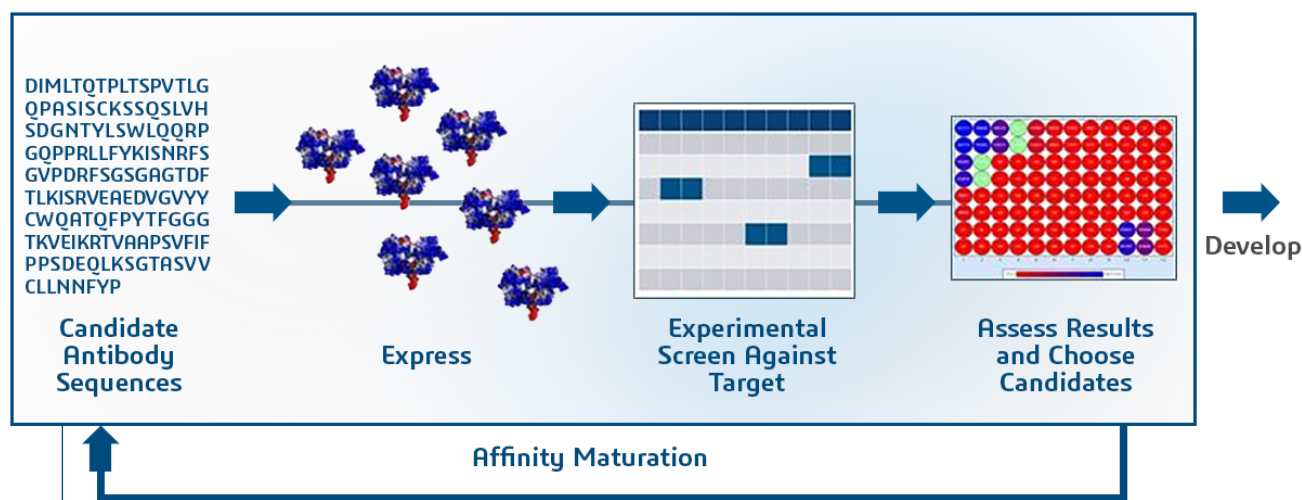 DIMLTQTPLTSPVTLG
QPASISCKSSQSLVH
SDGNTYLSWLQQRP
GQPPRLLFYKISNRFS
GVPDRFSGSGAGTDF
TLKISRVEAEDVGVYY
CWQATQFPYTFGGG
TKVEIKRTVAAPSVFIF
PPSDEQLKSGTASVV
CLLNNFYP
Candidate
Antibody
Sequences
Express
Experimental
Screen Against
Target
Assess Results
and Choose
Candidates
Develop
Affinity Maturation